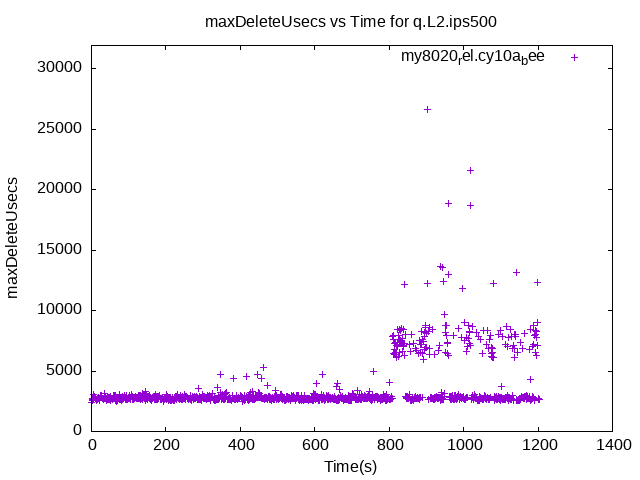 maxDeleteUsecs vs Time for q.L2.ips500
my8020rel.cy10abee
30000
25000
20000
15000
10000
5000
0
maxDeleteUsecs
0 200 400 600 800 1000 1200 1400
Time(s)